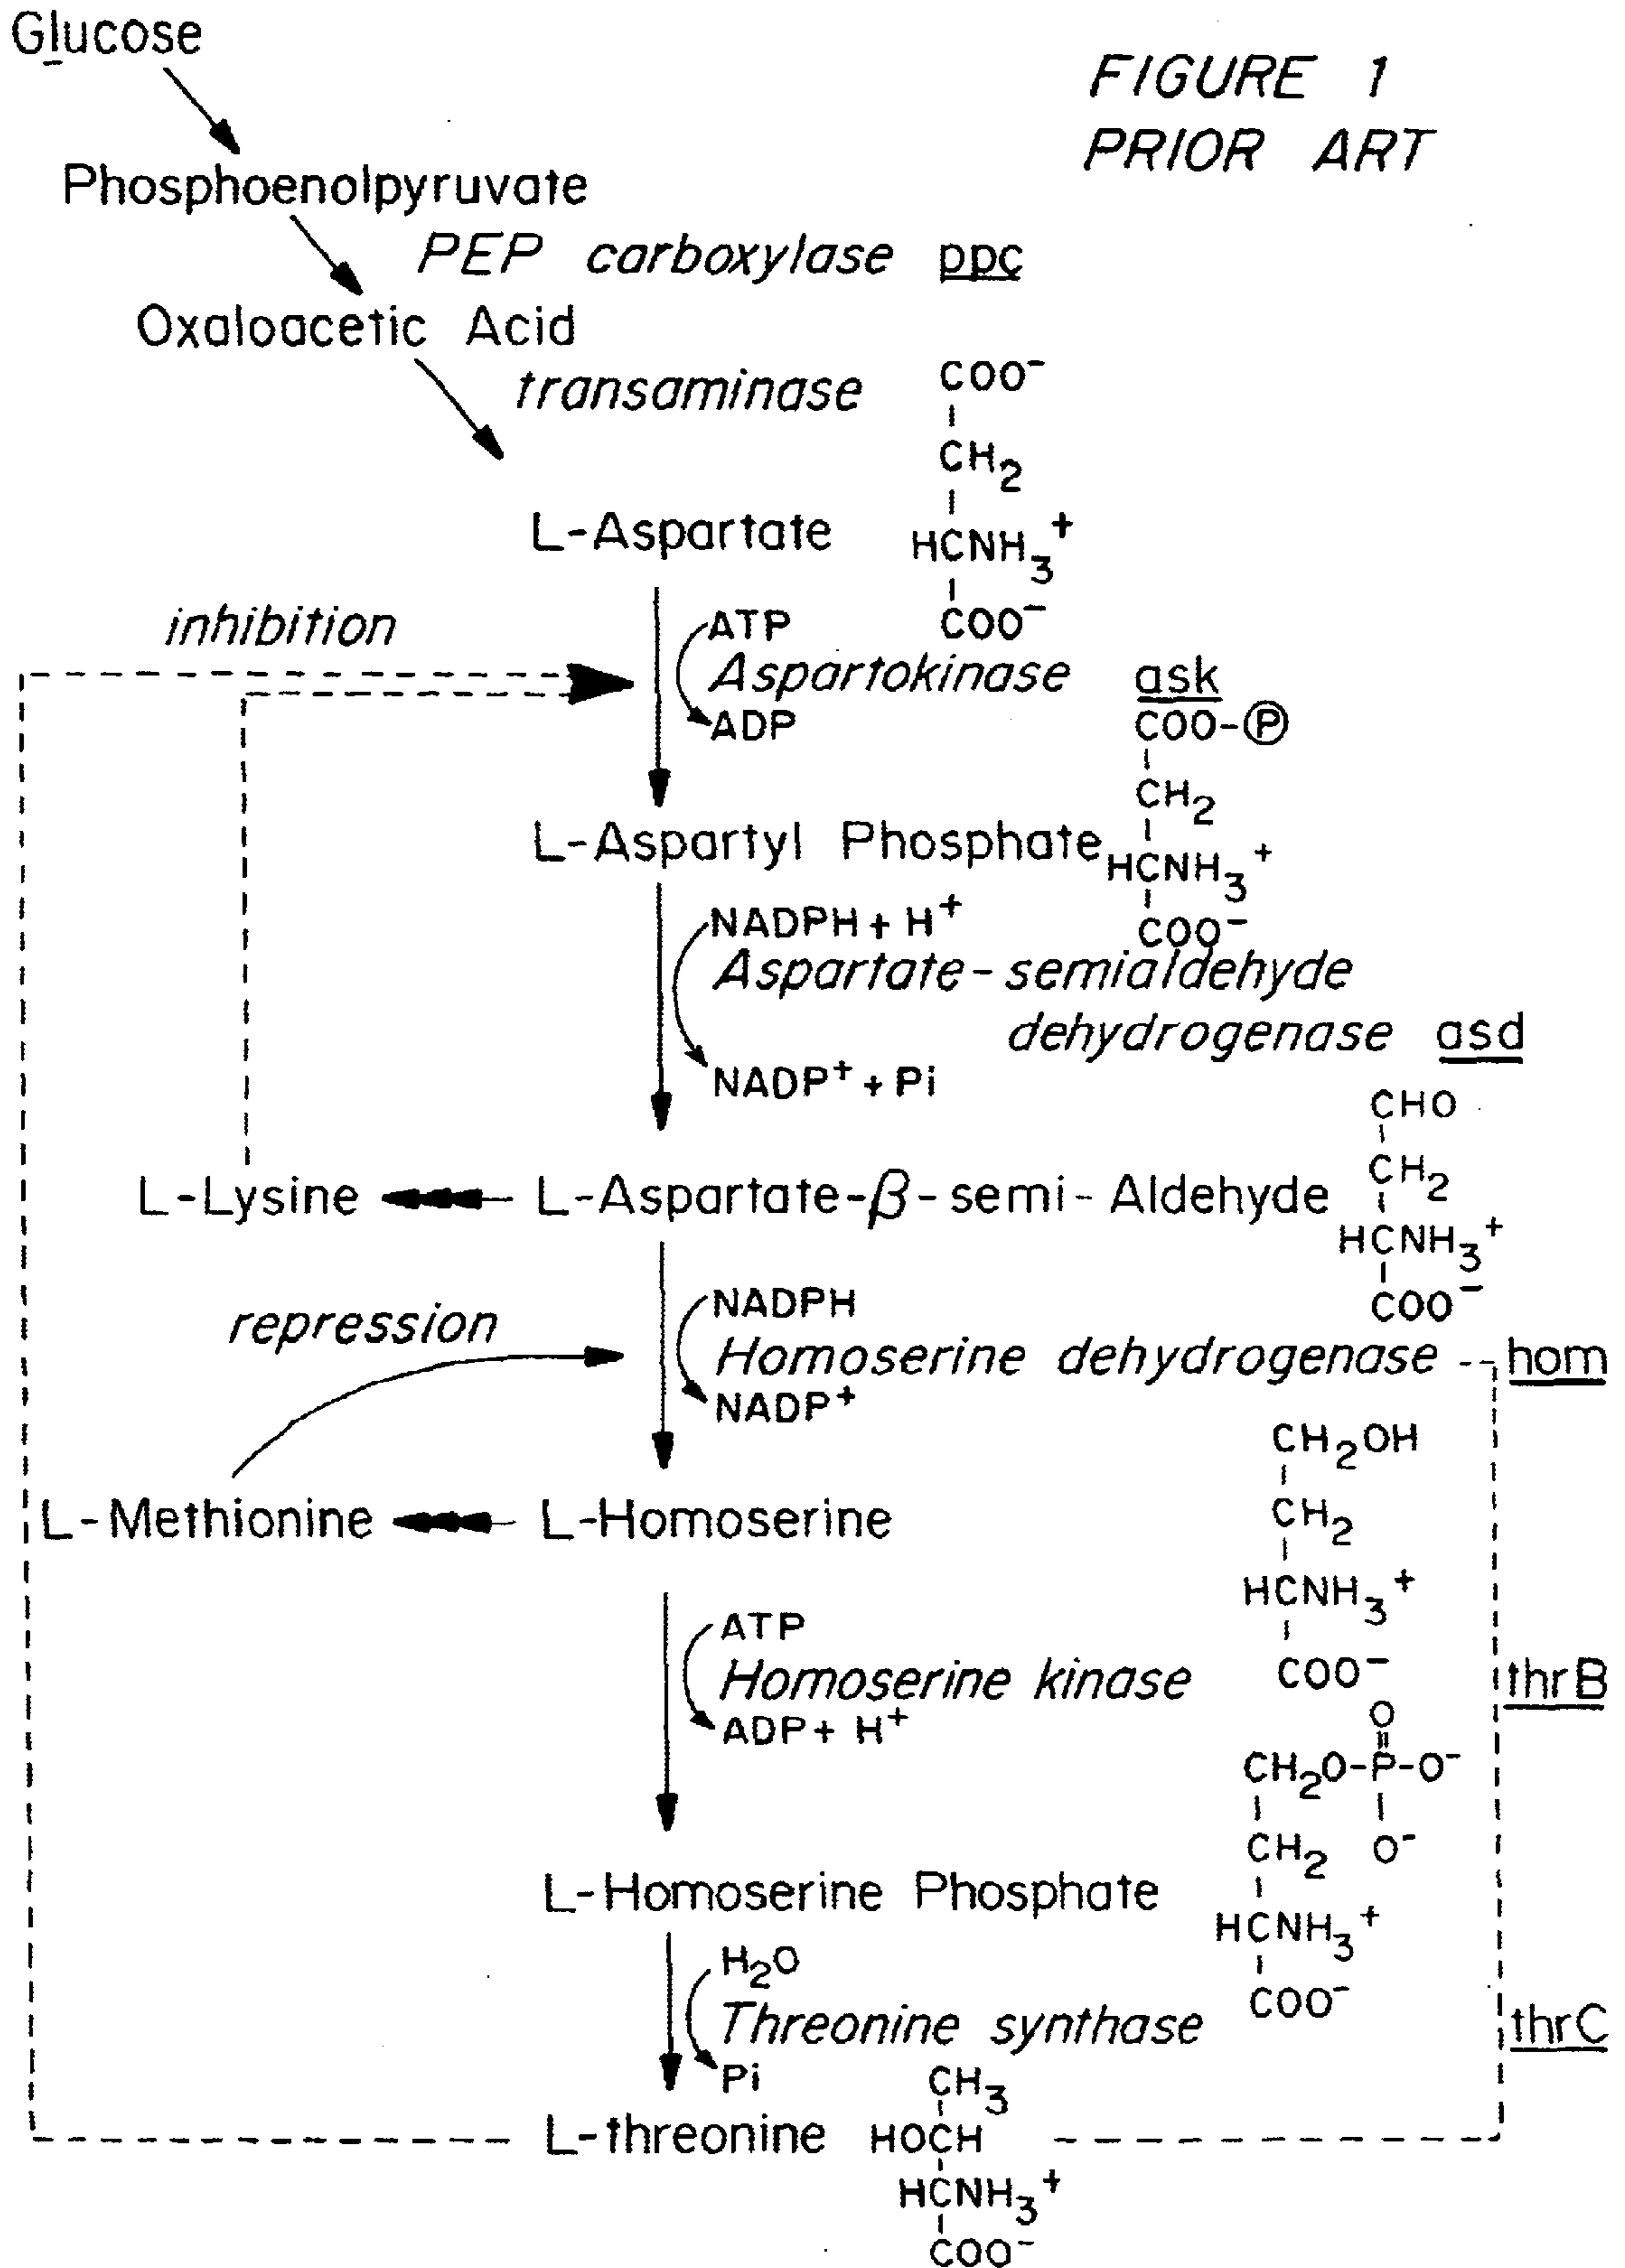 Glucose
FIGURE 1
PRIOR ART
Phosphoenolpyruvate
PEP carboxylase ppc
Oxaloacetic Acid
transaminase
COO⁻
CH₂
L-Aspartate HCNH₃⁺
COO⁻
inhibition
ATP
Aspartokinase ask
ADP
COO-Ⓟ
CH₂
L-Aspartyl Phosphate HCNH₃⁺
COO⁻
NADPH + H⁺
Aspartate-semialdehyde
dehydrogenase asd
NADP⁺ + Pi
CHO
CH₂
L-Lysine L-Aspartate-β-semi-Aldehyde
HCNH₃⁺
COO⁻
NADPH
repression
Homoserine dehydrogenase hom
NADP⁺
CH₂OH
CH₂
L-Methionine L-Homoserine
HCNH₃⁺
COO⁻
ATP
Homoserine kinase thrB
ADP + H⁺
O
CH₂O-P-O⁻
CH₂ O⁻
L-Homoserine Phosphate
HCNH₃⁺
COO⁻
H₂O
Threonine synthase thrC
Pi
CH₃
L-threonine HOCH
HCNH₃⁺
COO⁻